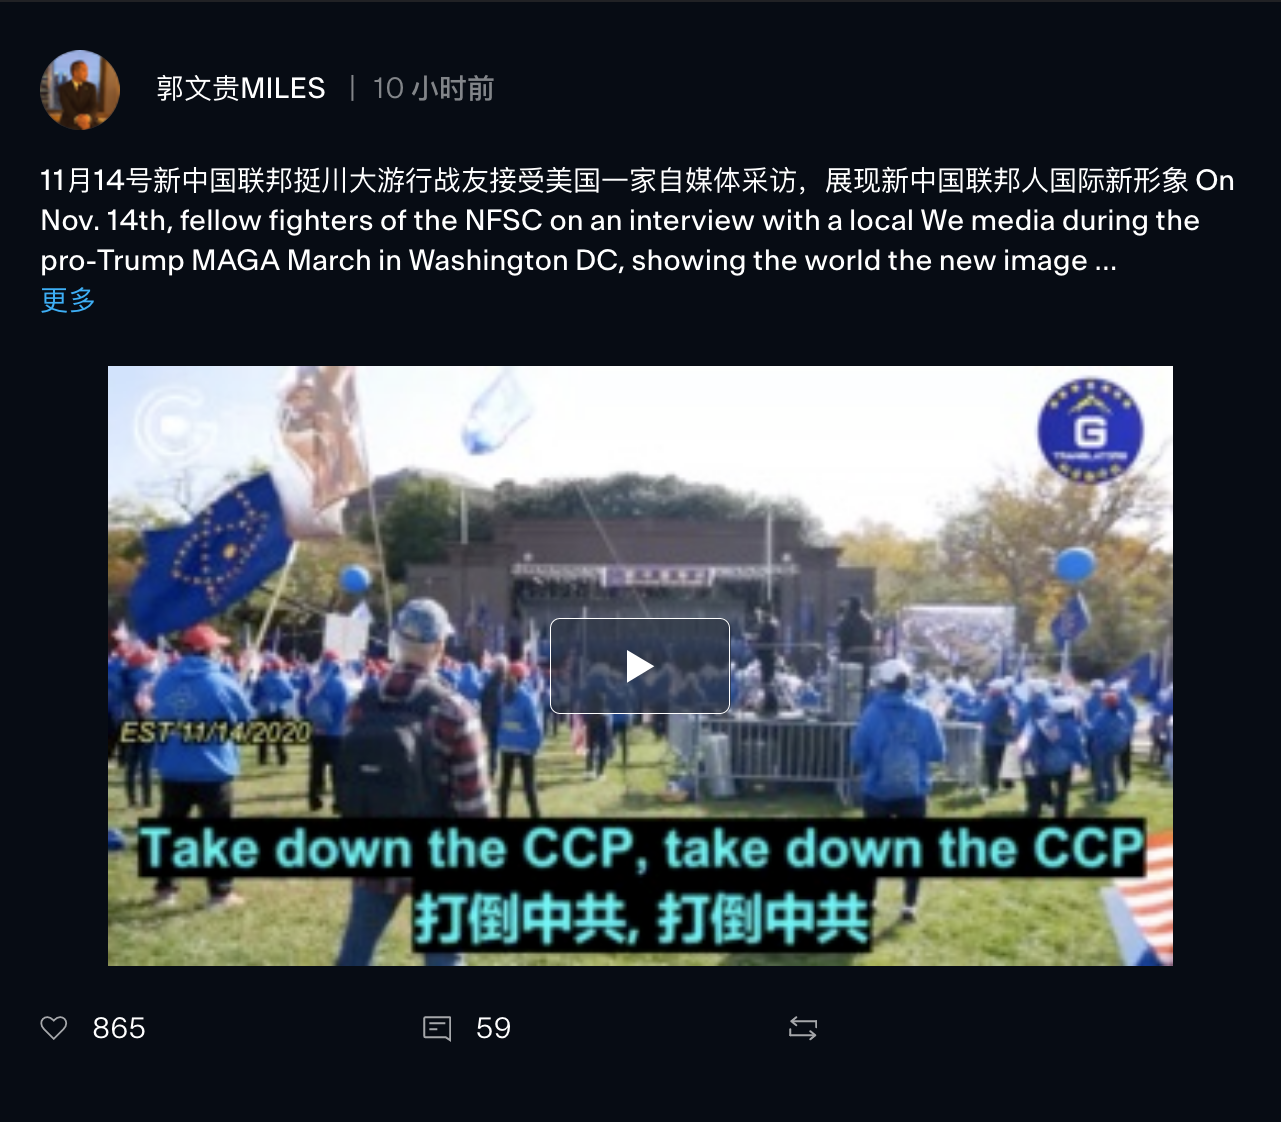 郭文贵MILES | 10 小时前
11月14号新中国联邦挺川大游行战友接受美国一家自媒体采访，展现新中国联邦人国际新形象 On
Nov. 14th, fellow fighters of the NFSC on an interview with a local We media during the
pro-Trump MAGA March in Washington DC, showing the world the new image ...
更多
G
TRANSLATORS
EST 11/14/2020
Take down the CCP, take down the CCP
打倒中共, 打倒中共
865
59